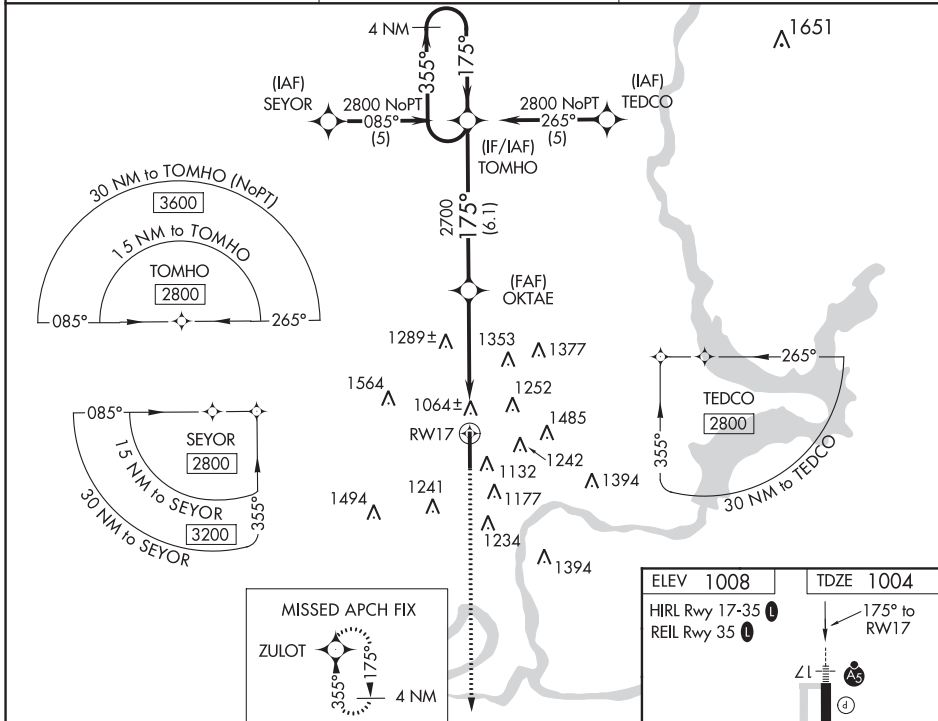 4 NM
355°
175°
1651
(IAF)
SEYOR
2800 NoPT
085°
(5)
2800 NoPT
265°
(5)
(IAF)
TEDCO
(IF/IAF)
TOMHO
30 NM to TOMHO (NoPT)
3600
15 NM to TOMHO
TOMHO
2800
085°
265°
2700
175°
(6.1)
(FAF)
OKTAE
1289±
1353
1377
1564
1252
1064±
1485
RW17
1242
1132
1394
1177
1494
1241
1234
1394
085°
SEYOR
2800
15 NM to SEYOR
3200
30 NM to SEYOR
355°
265°
TEDCO
2800
355°
30 NM to TEDCO
MISSED APCH FIX
ZULOT
355°
175°
4 NM
ELEV 1008
TDZE 1004
HIRL Rwy 17-35 L
REIL Rwy 35 L
175° to
RW17
17
A5
P